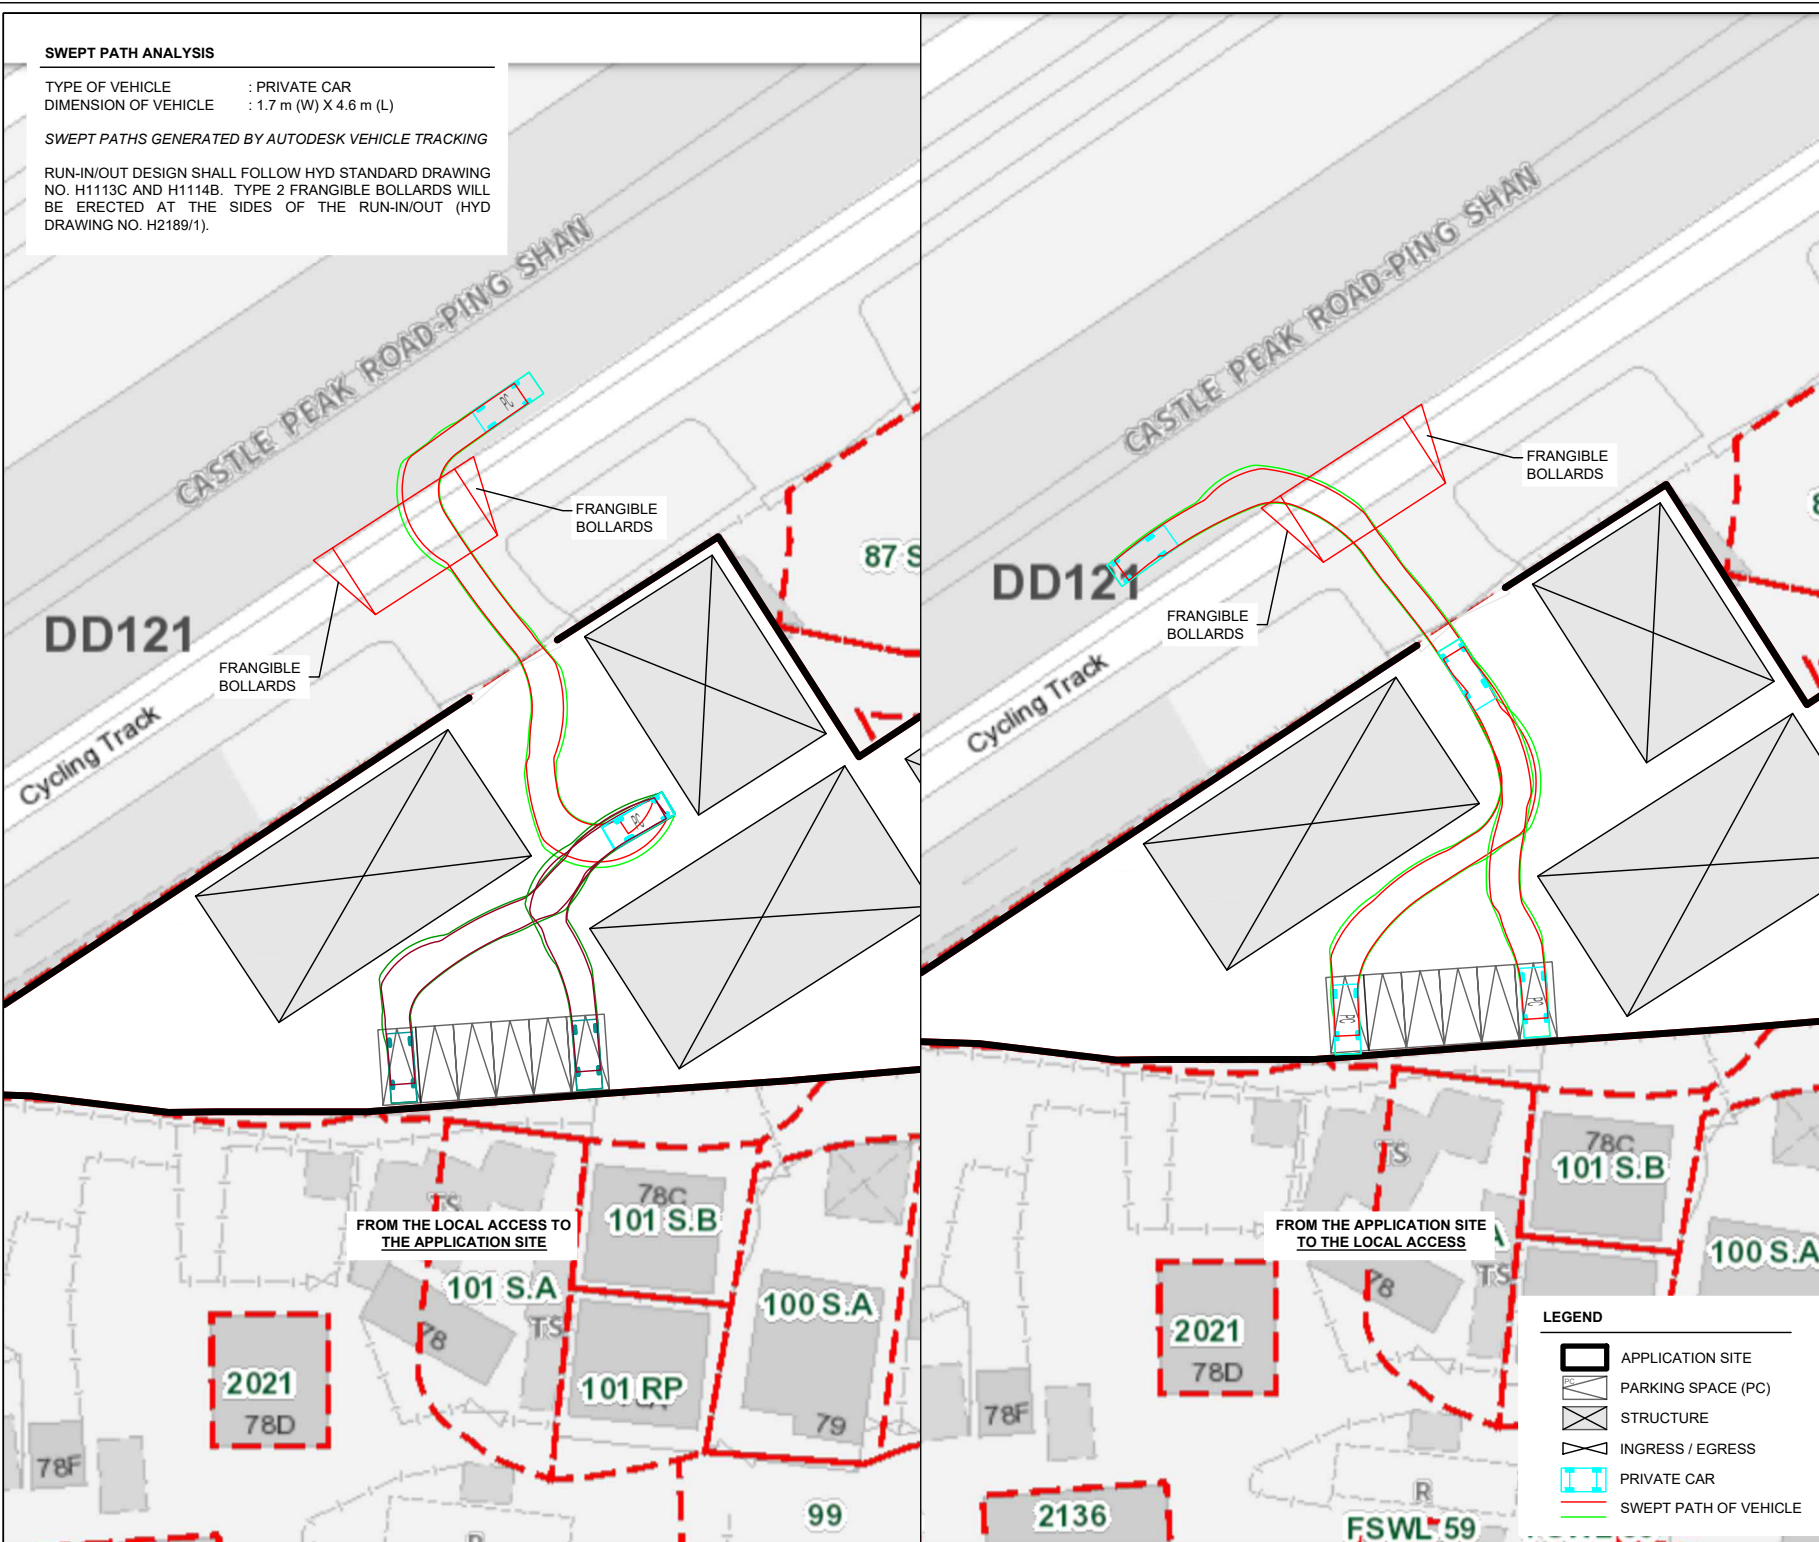 SWEPT PATH ANALYSIS
TYPE OF VEHICLE : PRIVATE CAR
DIMENSION OF VEHICLE : 1.7 m (W) X 4.6 m (L)
SWEPT PATHS GENERATED BY AUTODESK VEHICLE TRACKING
RUN-IN/OUT DESIGN SHALL FOLLOW HYD STANDARD DRAWING
NO. H1113C AND H1114B. TYPE 2 FRANGIBLE BOLLARDS WILL
BE ERECTED AT THE SIDES OF THE RUN-IN/OUT (HYD
DRAWING NO. H2189/1).
CASTLE PEAK ROAD-PING SHAN
PC
FRANGIBLE
BOLLARDS
87 S
DD121
FRANGIBLE
BOLLARDS
Cycling Track
PC
TS
78C
101 S.B
FROM THE LOCAL ACCESS TO
THE APPLICATION SITE
101 S.A
100 S.A
78
TS
2021
78D
101 RP
79
78F
99
CASTLE PEAK ROAD-PING SHAN
FRANGIBLE
BOLLARDS
DD121
FRANGIBLE
BOLLARDS
Cycling Track
PC
PC
TS
78C
101 S.B
FROM THE APPLICATION SITE
TO THE LOCAL ACCESS
A
100 S.A
TS
78
2021
78D
78F
R
2136
FSWL 59
LEGEND
APPLICATION SITE
PC
PARKING SPACE (PC)
STRUCTURE
INGRESS / EGRESS
PRIVATE CAR
SWEPT PATH OF VEHICLE